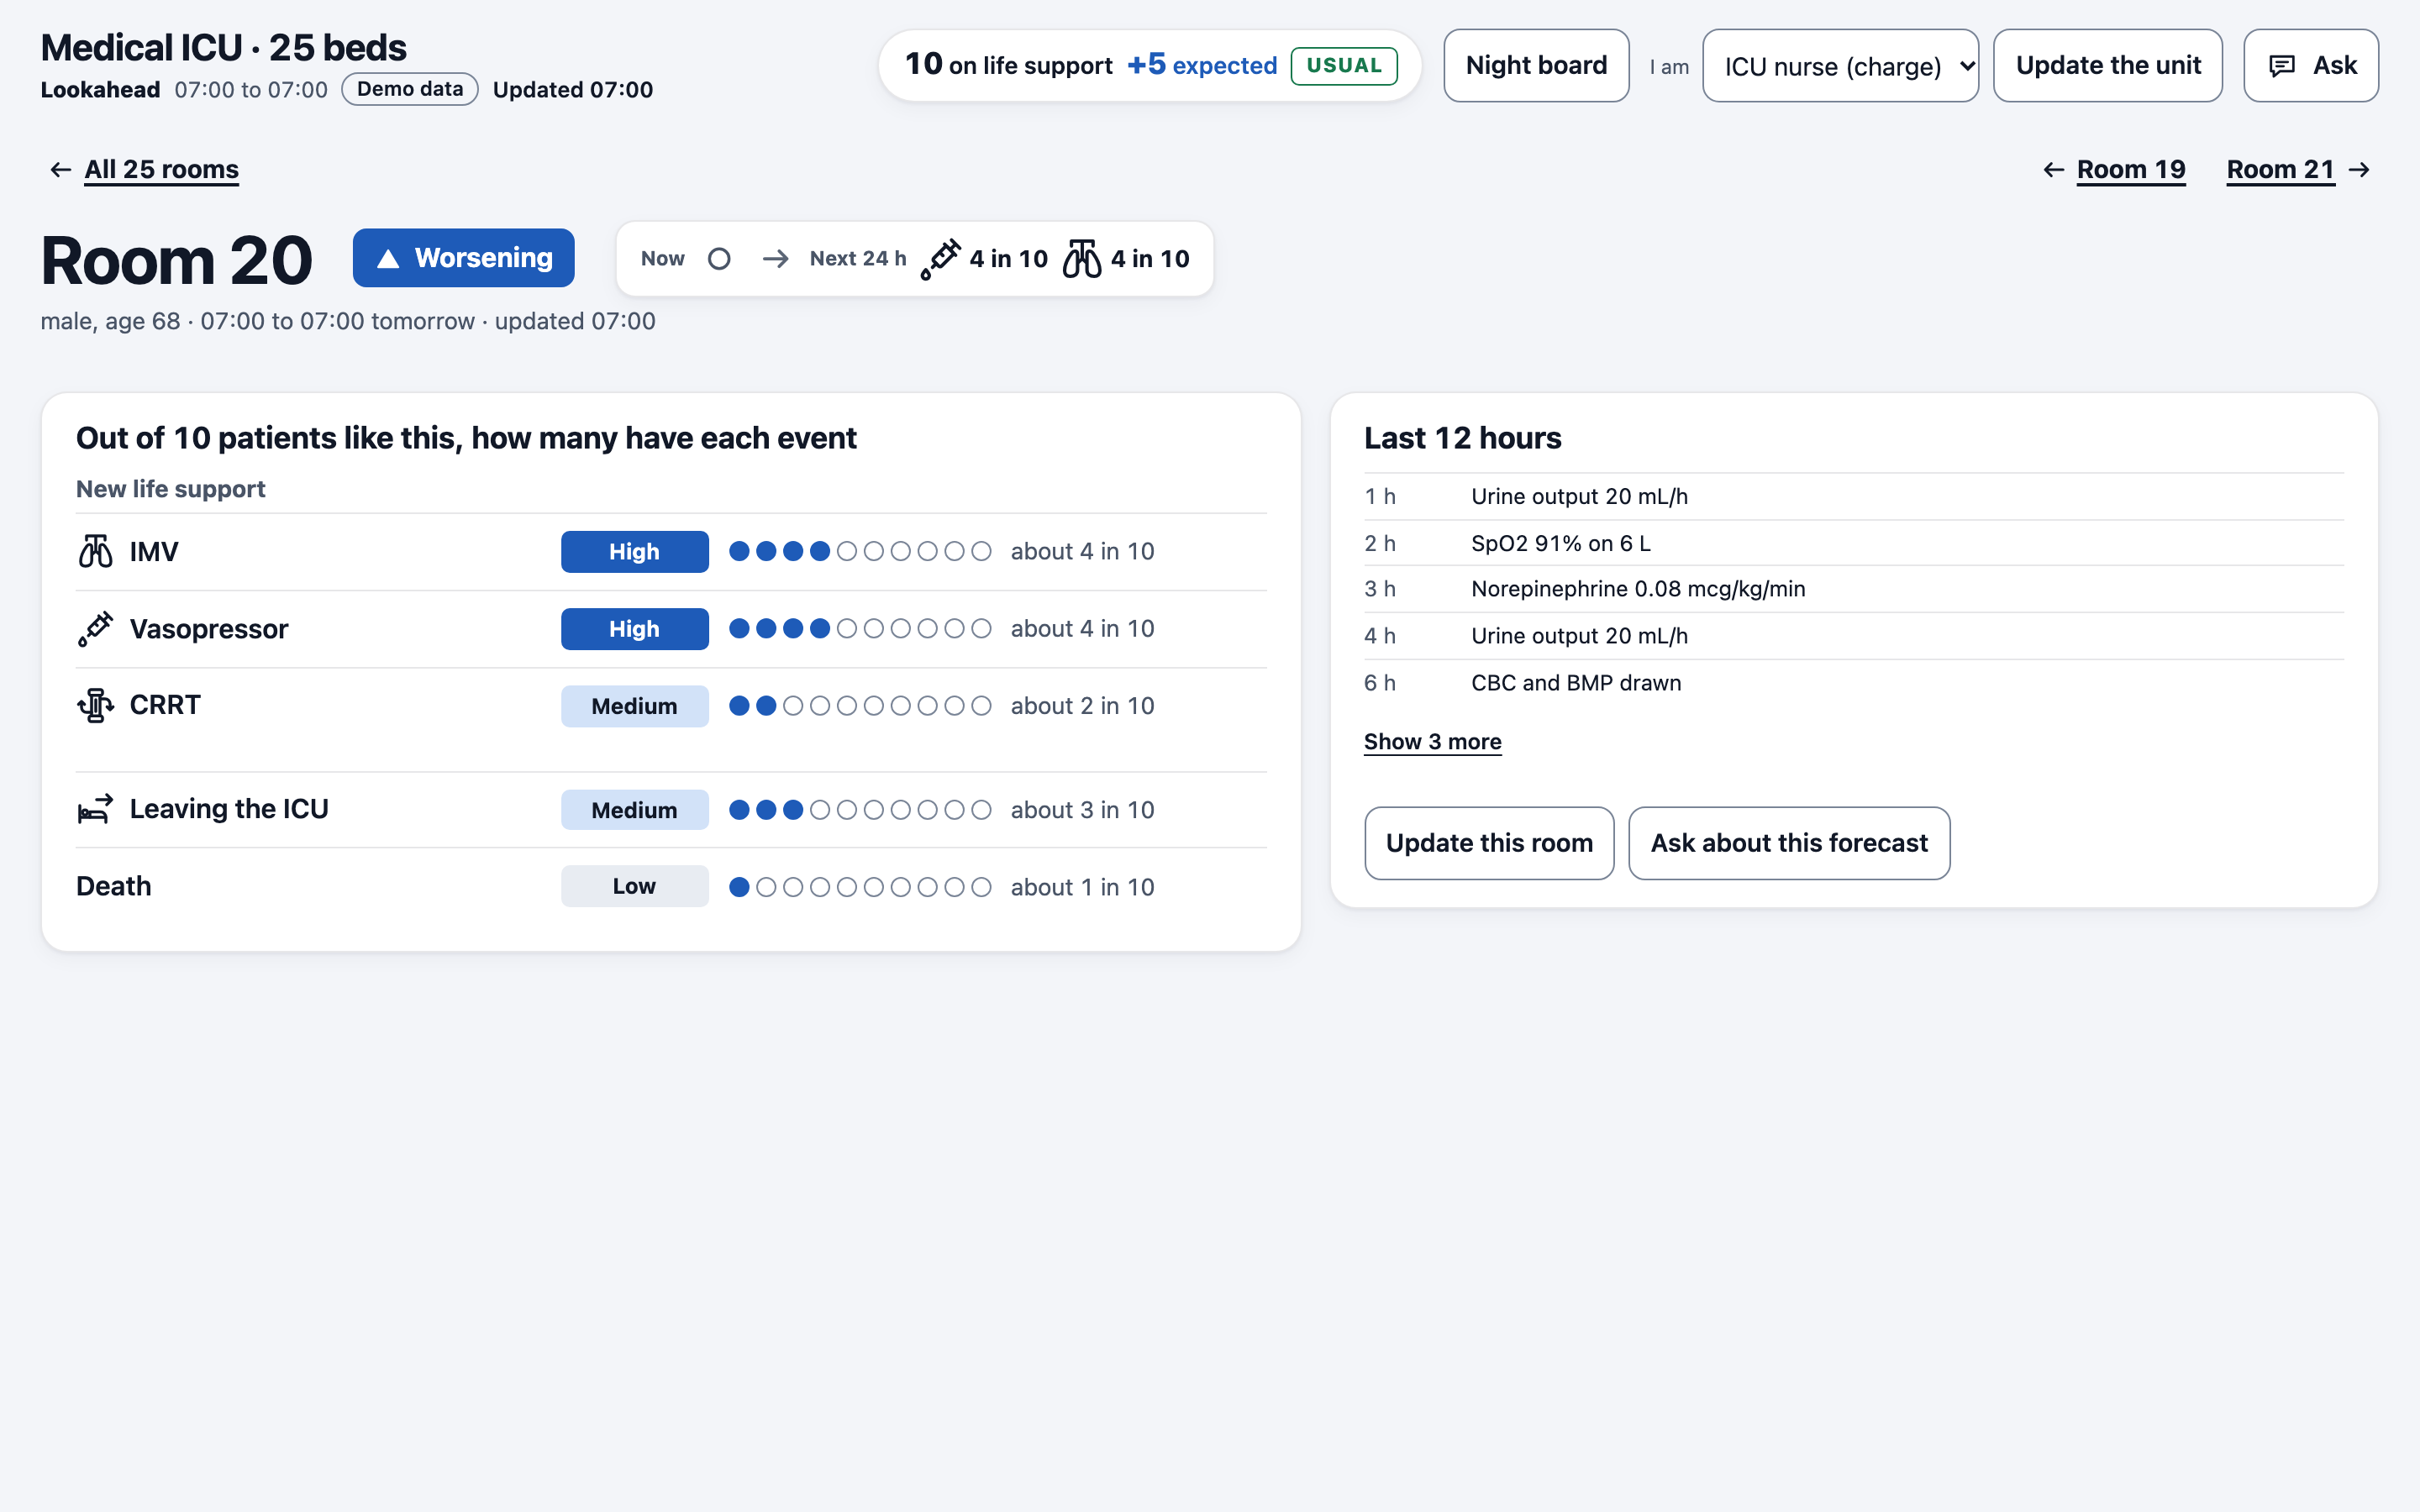 Medical ICU · 25 beds
Lookahead 07:00 to 07:00 Demo data Updated 07:00
10 on life support +5 expected USUAL
Night board
I am
ICU nurse (charge)
Update the unit
Ask
← All 25 rooms
← Room 19
Room 21 →
Room 20
Worsening
Now → Next 24 h 4 in 10 4 in 10
male, age 68 · 07:00 to 07:00 tomorrow · updated 07:00
Out of 10 patients like this, how many have each event
New life support
IMV High about 4 in 10
Vasopressor High about 4 in 10
CRRT Medium about 2 in 10
Leaving the ICU Medium about 3 in 10
Death Low about 1 in 10
Last 12 hours
1 h Urine output 20 mL/h
2 h SpO2 91% on 6 L
3 h Norepinephrine 0.08 mcg/kg/min
4 h Urine output 20 mL/h
6 h CBC and BMP drawn
Show 3 more
Update this room
Ask about this forecast